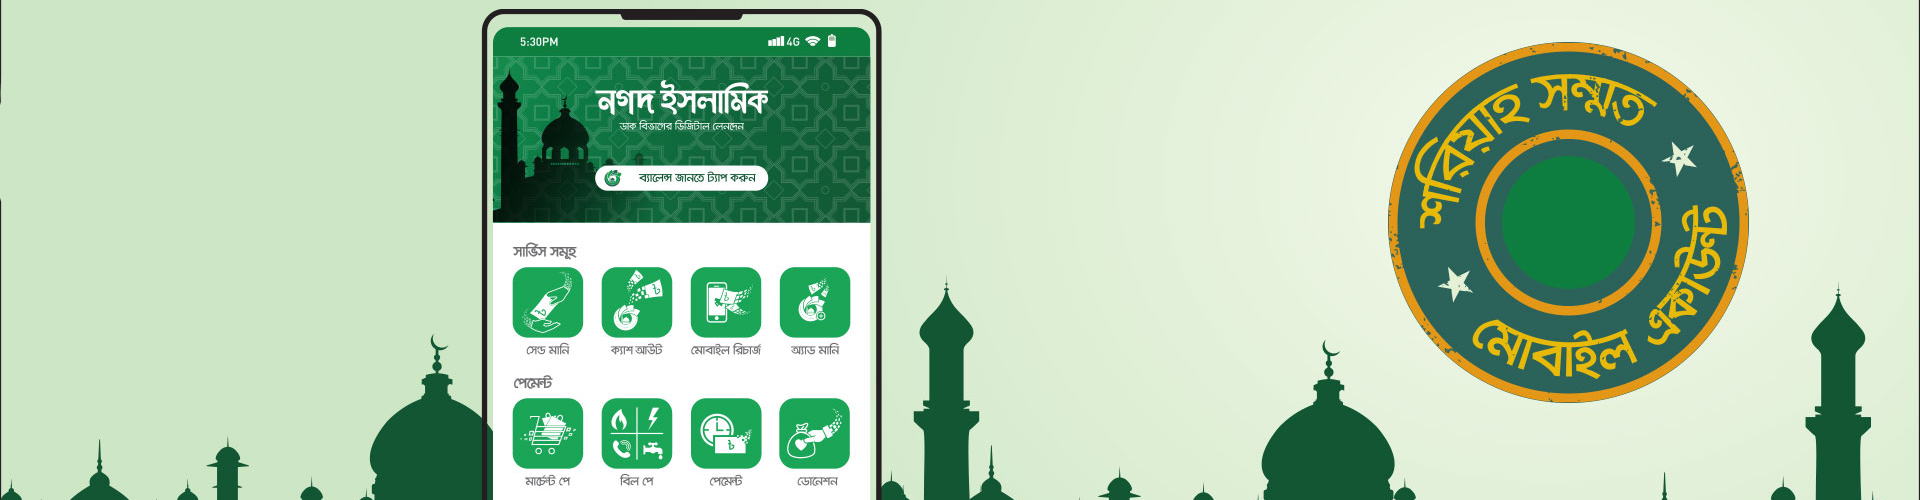 5:30PM
4G
নগদ ইসলামিক
ডাক বিভাগের ডিজিটাল লেনদেন
ব্যালেন্স জানতে ট্যাপ করুন
সার্ভিস সমূহ
সেন্ড মানি
ক্যাশ আউট
মোবাইল রিচার্জ
অ্যাড মানি
পেমেন্ট
মার্চেন্ট পে
বিল পে
পেমেন্ট
ডোনেশন
শরিয়াহ সম্মত
মোবাইল একাউন্ট